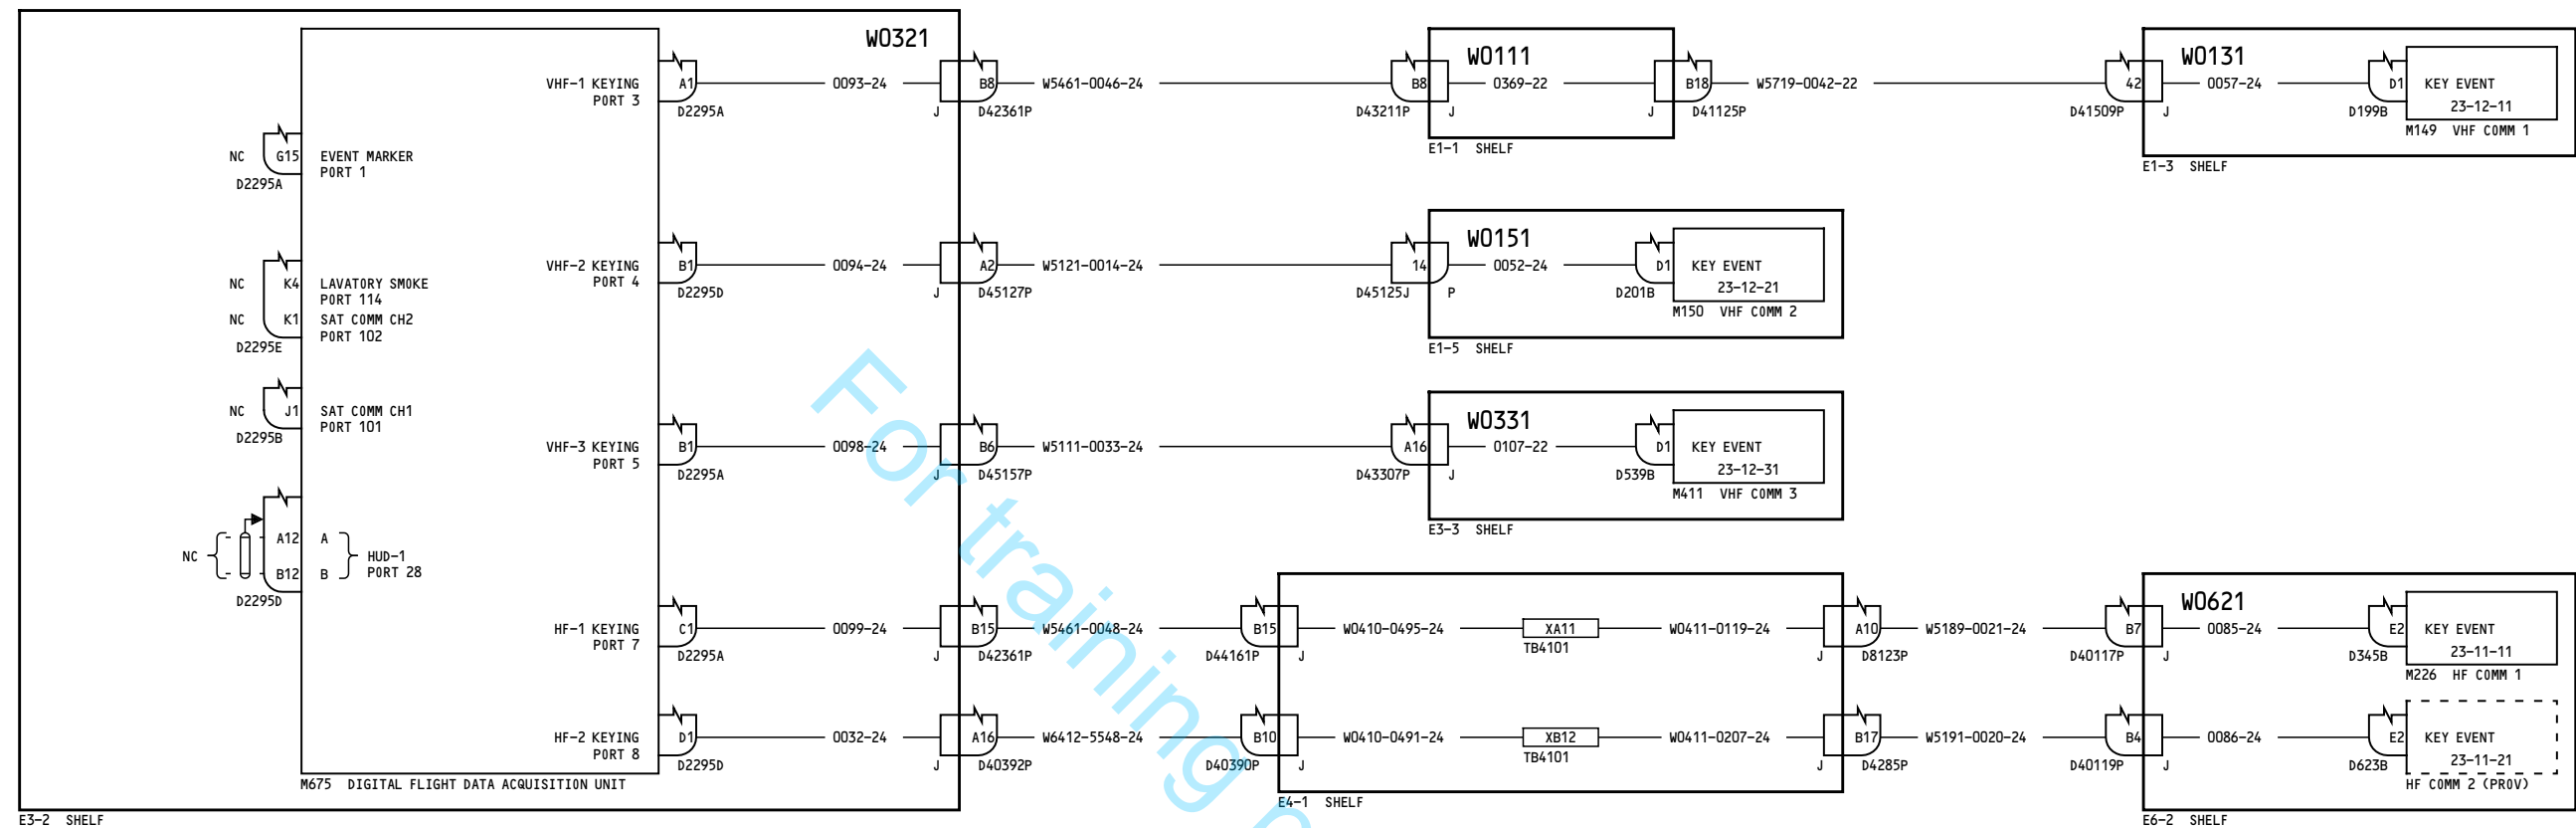 W0321
VHF-1 KEYING
PORT 3
A1
D2295A
0093-24
J
B8
D42361P
W5461-0046-24
B8
D43211P
J
W0111
0369-22
J
B18
D41125P
E1-1 SHELF
W5719-0042-22
42
D41509P
J
W0131
0057-24
D1
D199B
KEY EVENT
23-12-11
M149 VHF COMM 1
E1-3 SHELF
NC
G15
D2295A
EVENT MARKER
PORT 1
VHF-2 KEYING
PORT 4
B1
D2295D
0094-24
J
A2
D45127P
W5121-0014-24
14
D45125J
P
W0151
0052-24
D1
D201B
KEY EVENT
23-12-21
M150 VHF COMM 2
E1-5 SHELF
NC
K4
LAVATORY SMOKE
PORT 114
NC
K1
SAT COMM CH2
PORT 102
D2295E
NC
J1
SAT COMM CH1
PORT 101
D2295B
VHF-3 KEYING
PORT 5
B1
D2295A
0098-24
J
B6
D45157P
W5111-0033-24
A16
D43307P
J
W0331
0107-22
D1
D539B
KEY EVENT
23-12-31
M411 VHF COMM 3
E3-3 SHELF
NC
A12
A
B12
B
HUD-1
PORT 28
D2295D
HF-1 KEYING
PORT 7
C1
D2295A
0099-24
J
B15
D42361P
W5461-0048-24
B15
D44161P
J
W0410-0495-24
XA11
TB4101
W0411-0119-24
J
A10
D8123P
W5189-0021-24
B7
D40117P
J
W0621
0085-24
E2
D345B
KEY EVENT
23-11-11
M226 HF COMM 1
HF-2 KEYING
PORT 8
D1
D2295D
0032-24
J
A16
D40392P
W6412-5548-24
B10
D40390P
J
W0410-0491-24
XB12
TB4101
W0411-0207-24
J
B17
D4285P
W5191-0020-24
B4
D40119P
J
0086-24
E2
D623B
KEY EVENT
23-11-21
HF COMM 2 (PROV)
M675 DIGITAL FLIGHT DATA ACQUISITION UNIT
E4-1 SHELF
E3-2 SHELF
E6-2 SHELF
For training